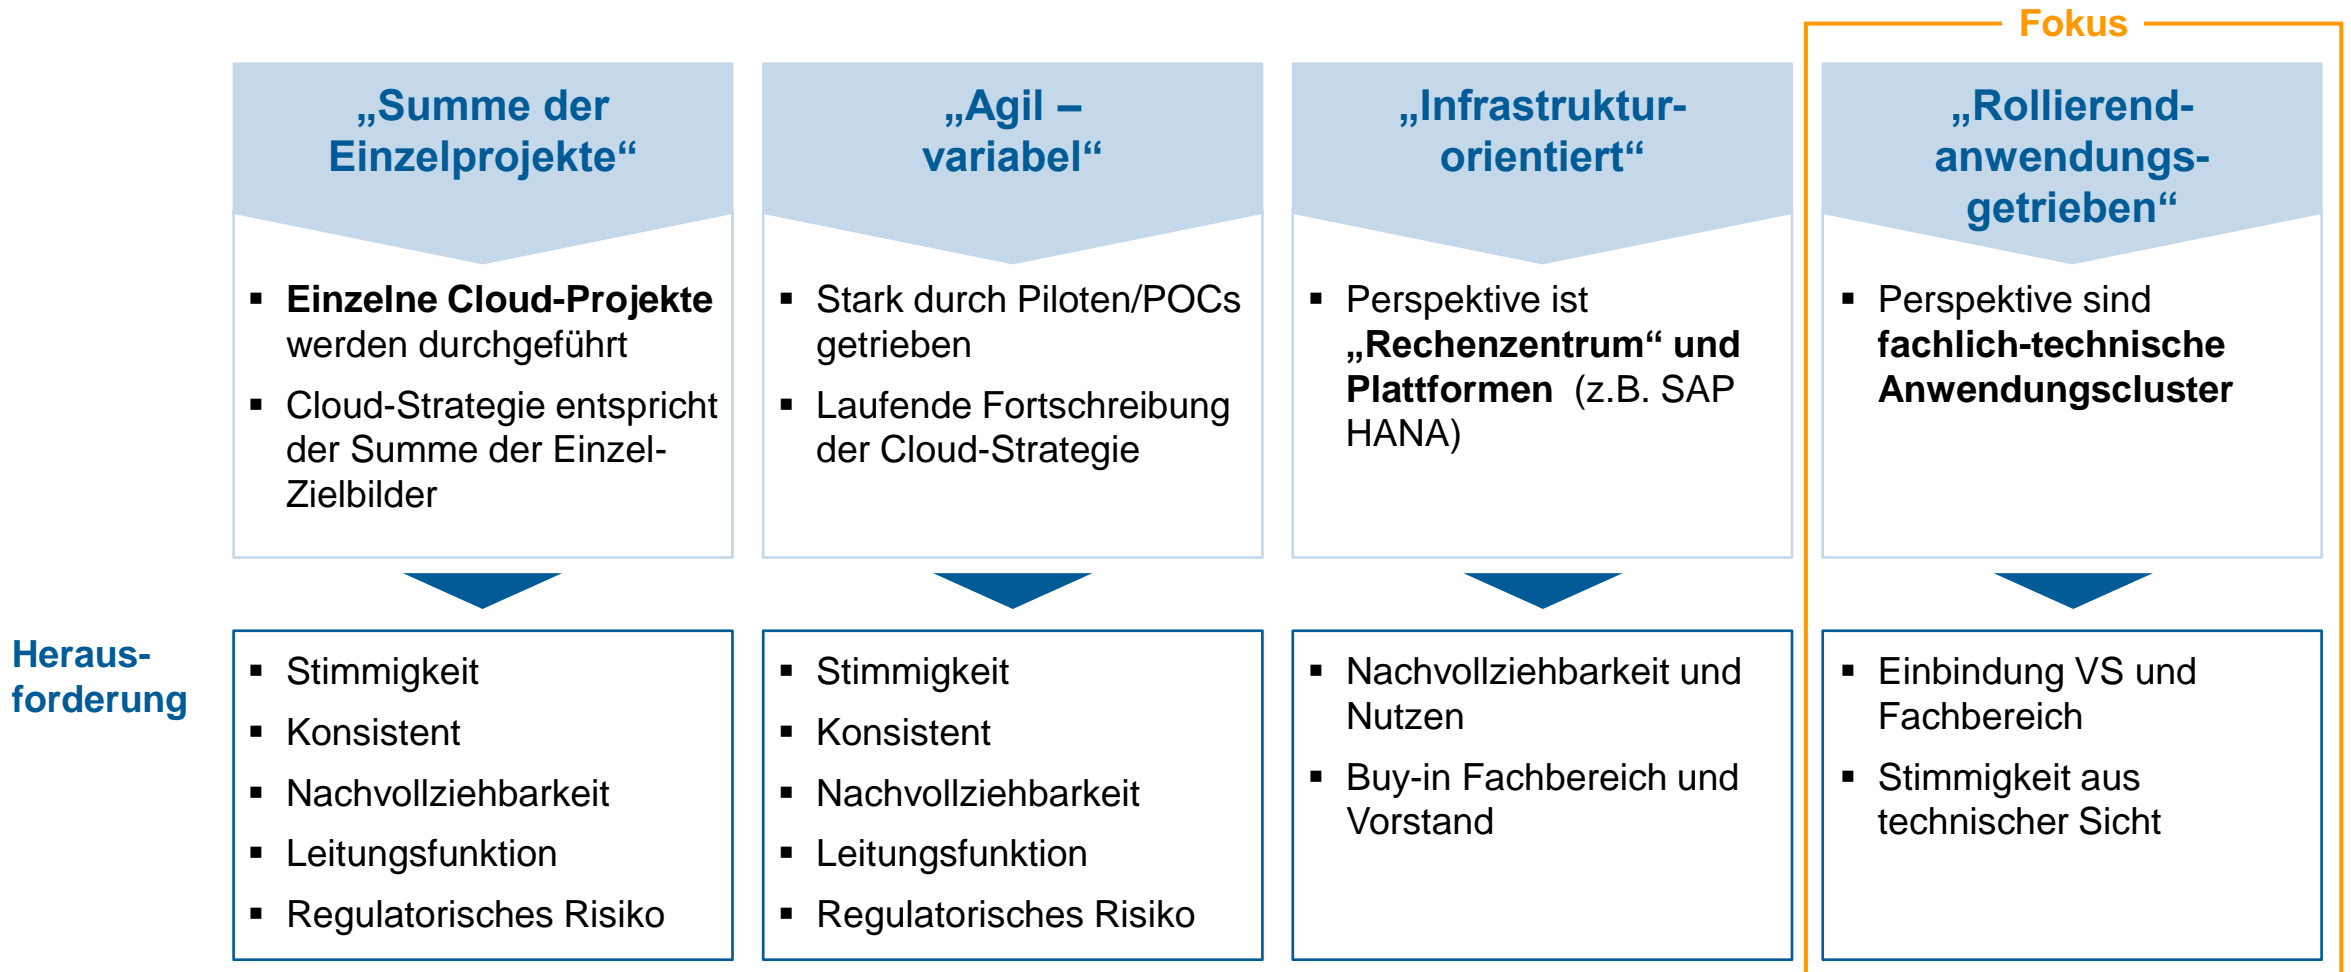 Fokus
„Summe der
Einzelprojekte“
▪ Einzelne Cloud-Projekte
werden durchgeführt
▪ Cloud-Strategie entspricht
der Summe der Einzel-
Zielbilder
„Agil –
variabel“
▪ Stark durch Piloten/POCs
getrieben
▪ Laufende Fortschreibung
der Cloud-Strategie
„Infrastruktur-
orientiert“
▪ Perspektive ist
„Rechenzentrum“ und
Plattformen (z.B. SAP
HANA)
„Rollierend-
anwendungs-
getrieben“
▪ Perspektive sind
fachlich-technische
Anwendungscluster
Heraus-
forderung
▪ Stimmigkeit
▪ Konsistent
▪ Nachvollziehbarkeit
▪ Leitungsfunktion
▪ Regulatorisches Risiko
▪ Stimmigkeit
▪ Konsistent
▪ Nachvollziehbarkeit
▪ Leitungsfunktion
▪ Regulatorisches Risiko
▪ Nachvollziehbarkeit und
Nutzen
▪ Buy-in Fachbereich und
Vorstand
▪ Einbindung VS und
Fachbereich
▪ Stimmigkeit aus
technischer Sicht